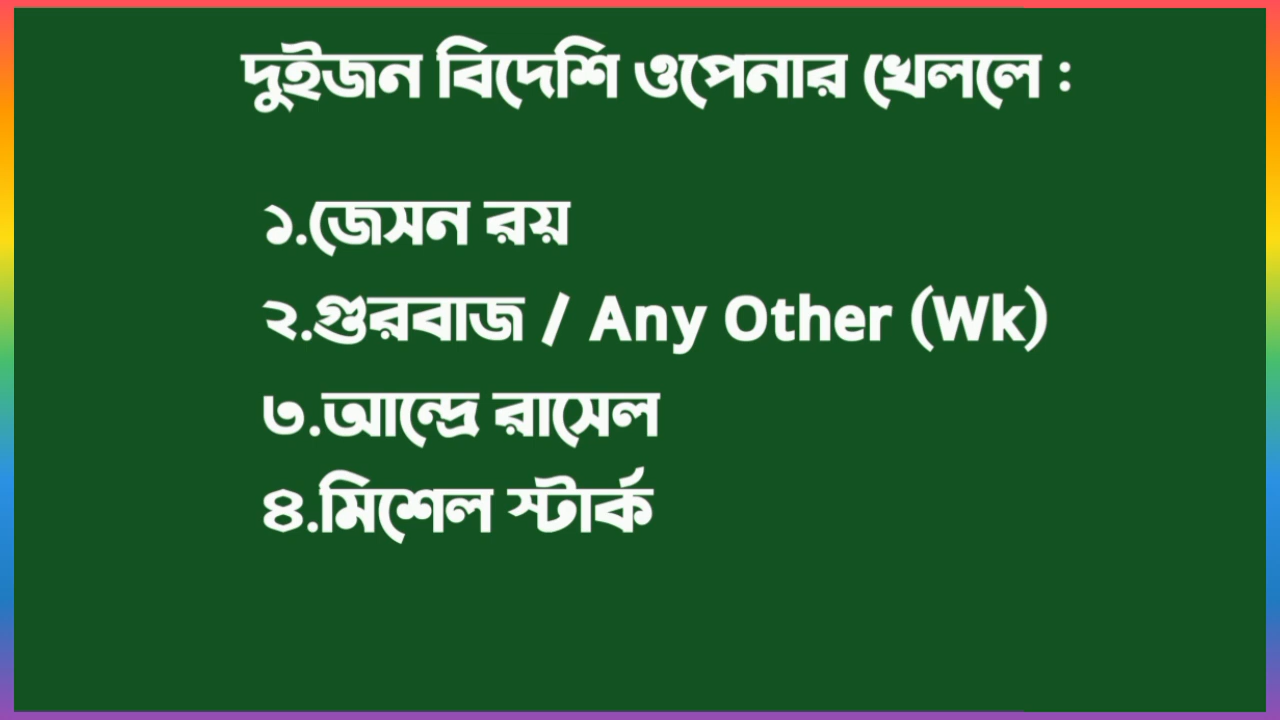 দুইজন বিদেশি ওপেনার খেললে :
১.জেসন রয়
২.গুরবাজ / Any Other (Wk)
৩.আন্দ্রে রাসেল
৪.মিশেল স্টার্ক